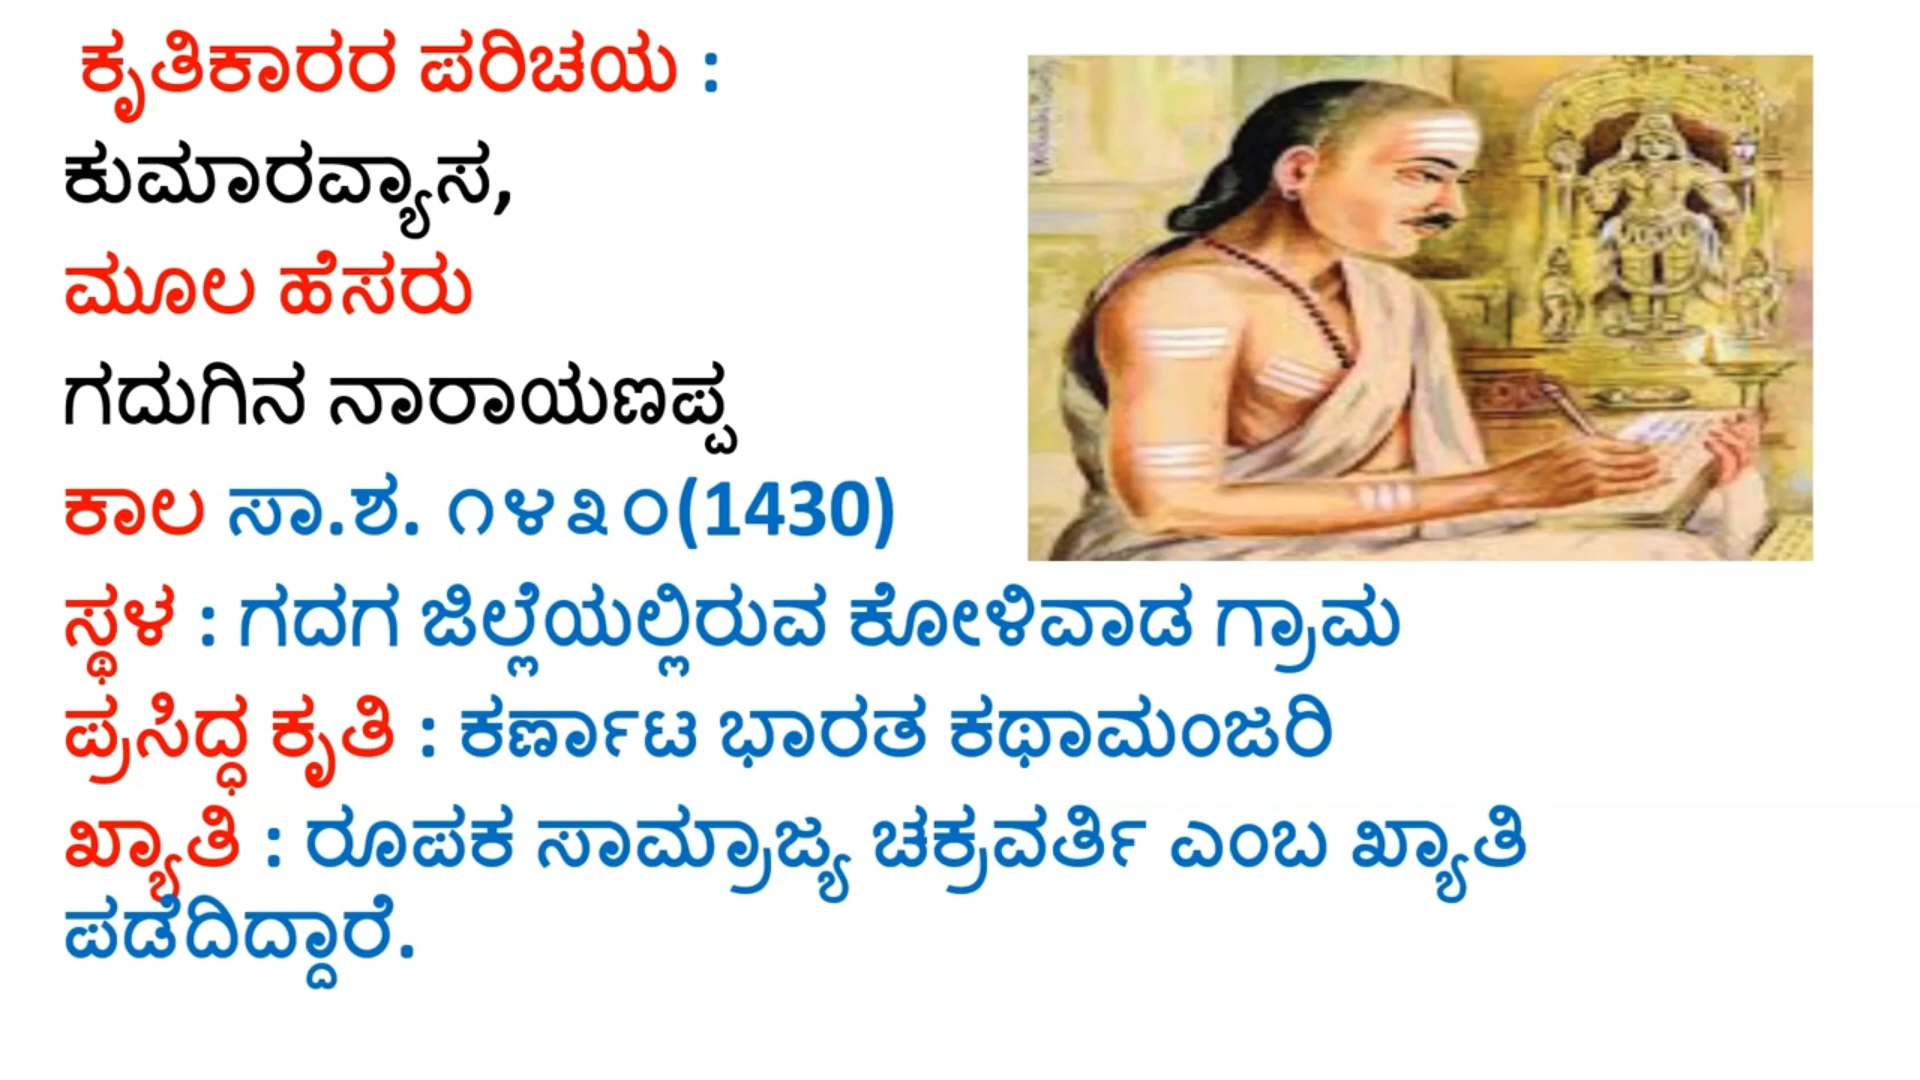 ಕೃತಿಕಾರರ ಪರಿಚಯ :
ಕುಮಾರವ್ಯಾಸ,
ಮೂಲ ಹೆಸರು
ಗದುಗಿನ ನಾರಾಯಣಪ್ಪ
ಕಾಲ ಸಾ.ಶ. ೧೪೩೦(1430)
ಸ್ಥಳ : ಗದಗ ಜಿಲ್ಲೆಯಲ್ಲಿರುವ ಕೋಳಿವಾಡ ಗ್ರಾಮ
ಪ್ರಸಿದ್ಧ ಕೃತಿ : ಕರ್ಣಾಟ ಭಾರತ ಕಥಾಮಂಜರಿ
ಖ್ಯಾತಿ : ರೂಪಕ ಸಾಮ್ರಾಜ್ಯ ಚಕ್ರವರ್ತಿ ಎಂಬ ಖ್ಯಾತಿ
ಪಡೆದಿದ್ದಾರೆ.